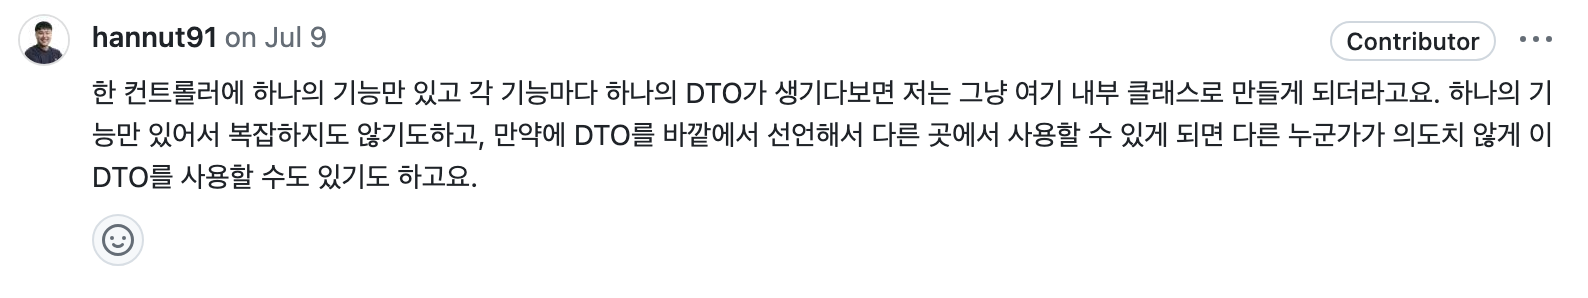 hannut91 on Jul 9
Contributor
한 컨트롤러에 하나의 기능만 있고 각 기능마다 하나의 DTO가 생기다보면 저는 그냥 여기 내부 클래스로 만들게 되더라고요. 하나의 기
능만 있어서 복잡하지도 않기도하고, 만약에 DTO를 바깥에서 선언해서 다른 곳에서 사용할 수 있게 되면 다른 누군가가 의도치 않게 이
DTO를 사용할 수도 있기도 하고요.